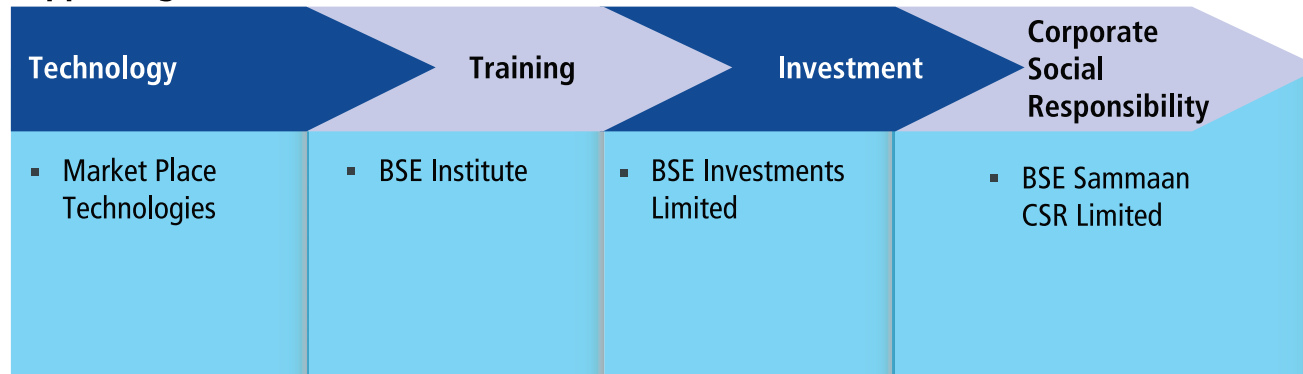 Technology
Training
Investment
Corporate
Social
Responsibility
▪ Market Place
Technologies
▪ BSE Institute
▪ BSE Investments
Limited
▪ BSE Sammaan
CSR Limited